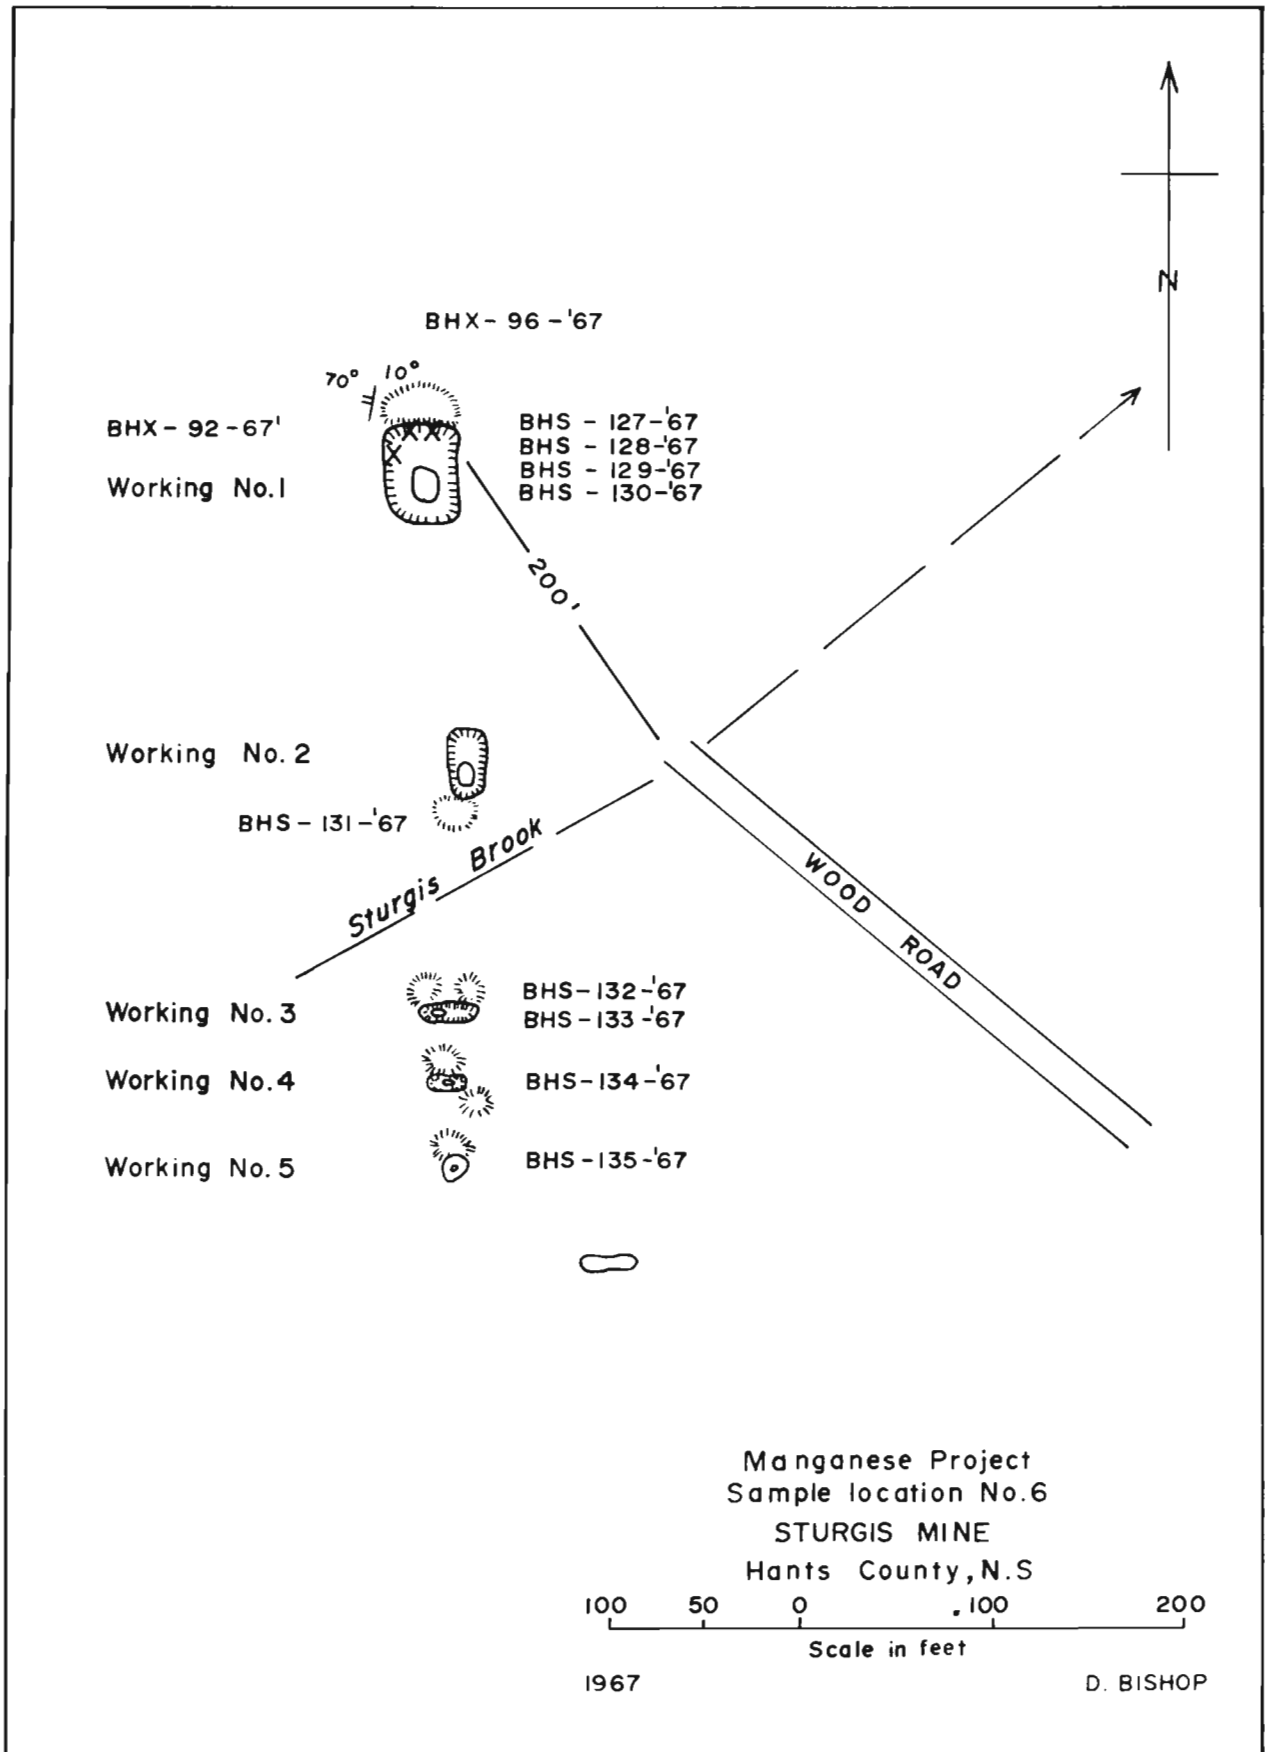 N
BHX- 96 -'67
70° 10°
BHX- 92 -67'
BHS - 127-'67
BHS - 128-'67
BHS - 129-'67
BHS - 130-'67
Working No.1
200'
Working No. 2
BHS-131-'67
Sturgis Brook
WOOD ROAD
Working No. 3
BHS-132-'67
BHS-133-'67
Working No.4
BHS-134-'67
Working No. 5
BHS-135-'67
Manganese Project
Sample location No.6
STURGIS MINE
Hants County, N.S
100 50 0 .100 200
Scale in feet
1967
D. BISHOP